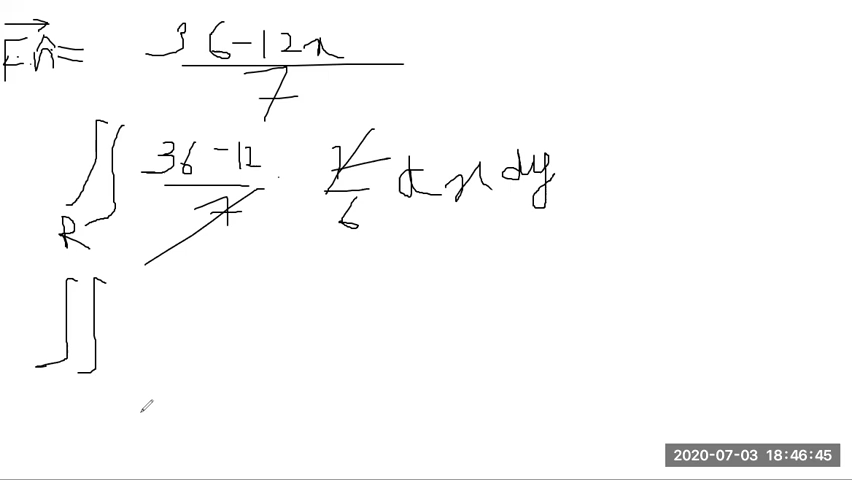 F⃗.n̂ = 36-12x / 7
∬R 36-12 / 7 . 7 / 6 dx dy
∬
2020-07-03 18:46:45